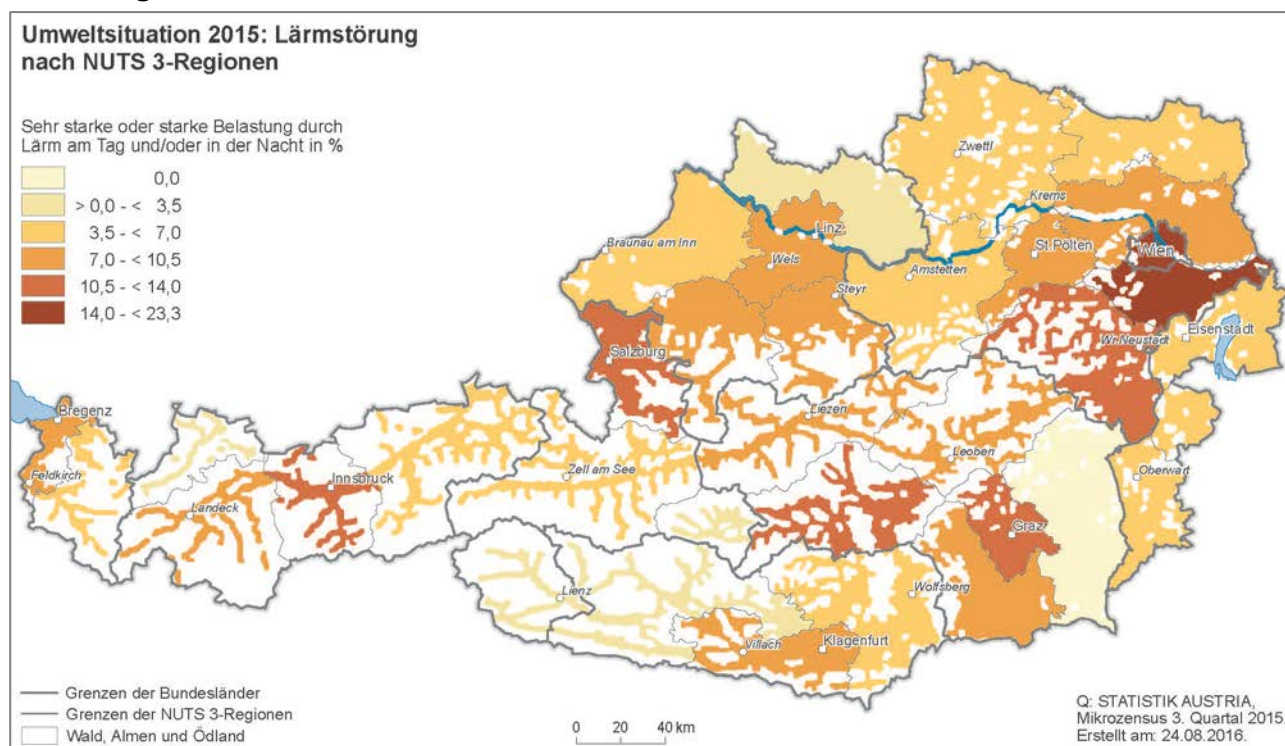 Umweltsituation 2015: Lärmstörung
nach NUTS 3-Regionen
Sehr starke oder starke Belastung durch
Lärm am Tag und/oder in der Nacht in %
0,0
> 0,0 - < 3,5
3,5 - < 7,0
7,0 - < 10,5
10,5 - < 14,0
14,0 - < 23,3
Zwettl
Krems
Linz
St.Pölten
Wien
Braunau am Inn
Wels
Amstetten
Steyr
Eisenstadt
Wr.Neustadt
Salzburg
Bregenz
Liezen
Feldkirch
Innsbruck
Zell am See
Leoben
Oberwart
Landeck
Graz
Lienz
Wolfsberg
Villach
Klagenfurt
Grenzen der Bundesländer
Grenzen der NUTS 3-Regionen
Wald, Almen und Ödland
0 20 40 km
Q: STATISTIK AUSTRIA,
Mikrozensus 3. Quartal 2015.
Erstellt am: 24.08.2016.